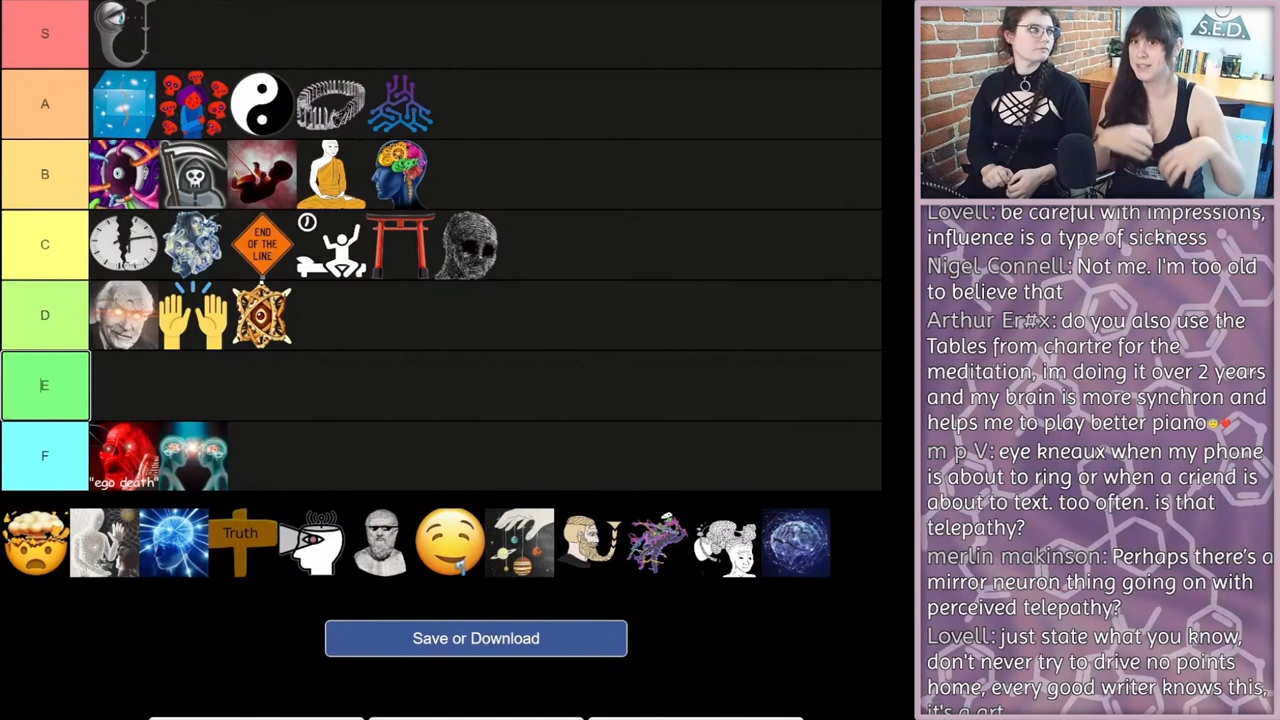 S
A
B
C
D
E
F
END
OF THE
LINE
"ego death"
Truth
Save or Download
S.E.D.
Lovell: be careful with impressions,
influence is a type of sickness
Nigel Connell: Not me. I'm too old
to believe that
Arthur Er#x: do you also use the
Tables from chartre for the
meditation, im doing it over 2 years
and my brain is more synchron and
helps me to play better piano
m p V: eye kneaux when my phone
is about to ring or when a criend is
about to text. too often. is that
telepathy?
merlin makinson: Perhaps there's a
mirror neuron thing going on with
perceived telepathy?
Lovell: just state what you know,
don't never try to drive no points
home, every good writer knows this,
it's a art